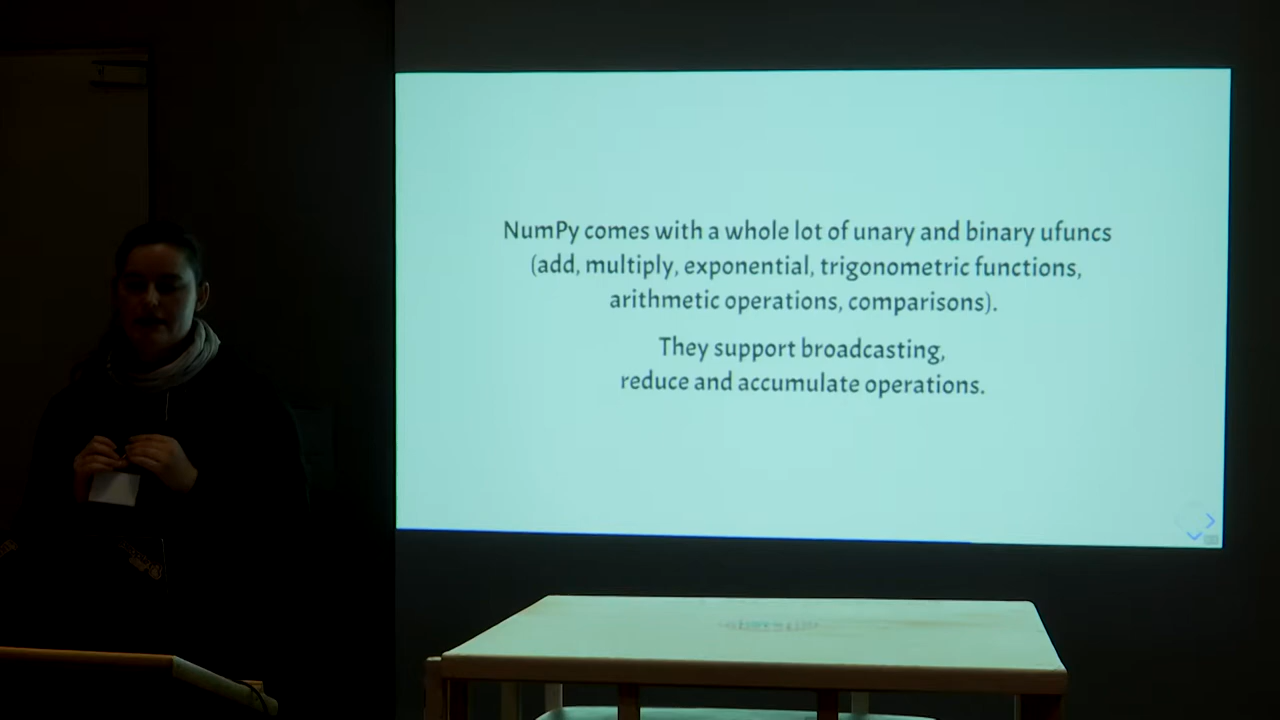 NumPy comes with a whole lot of unary and binary ufuncs
(add, multiply, exponential, trigonometric functions,
arithmetic operations, comparisons).
They support broadcasting,
reduce and accumulate operations.